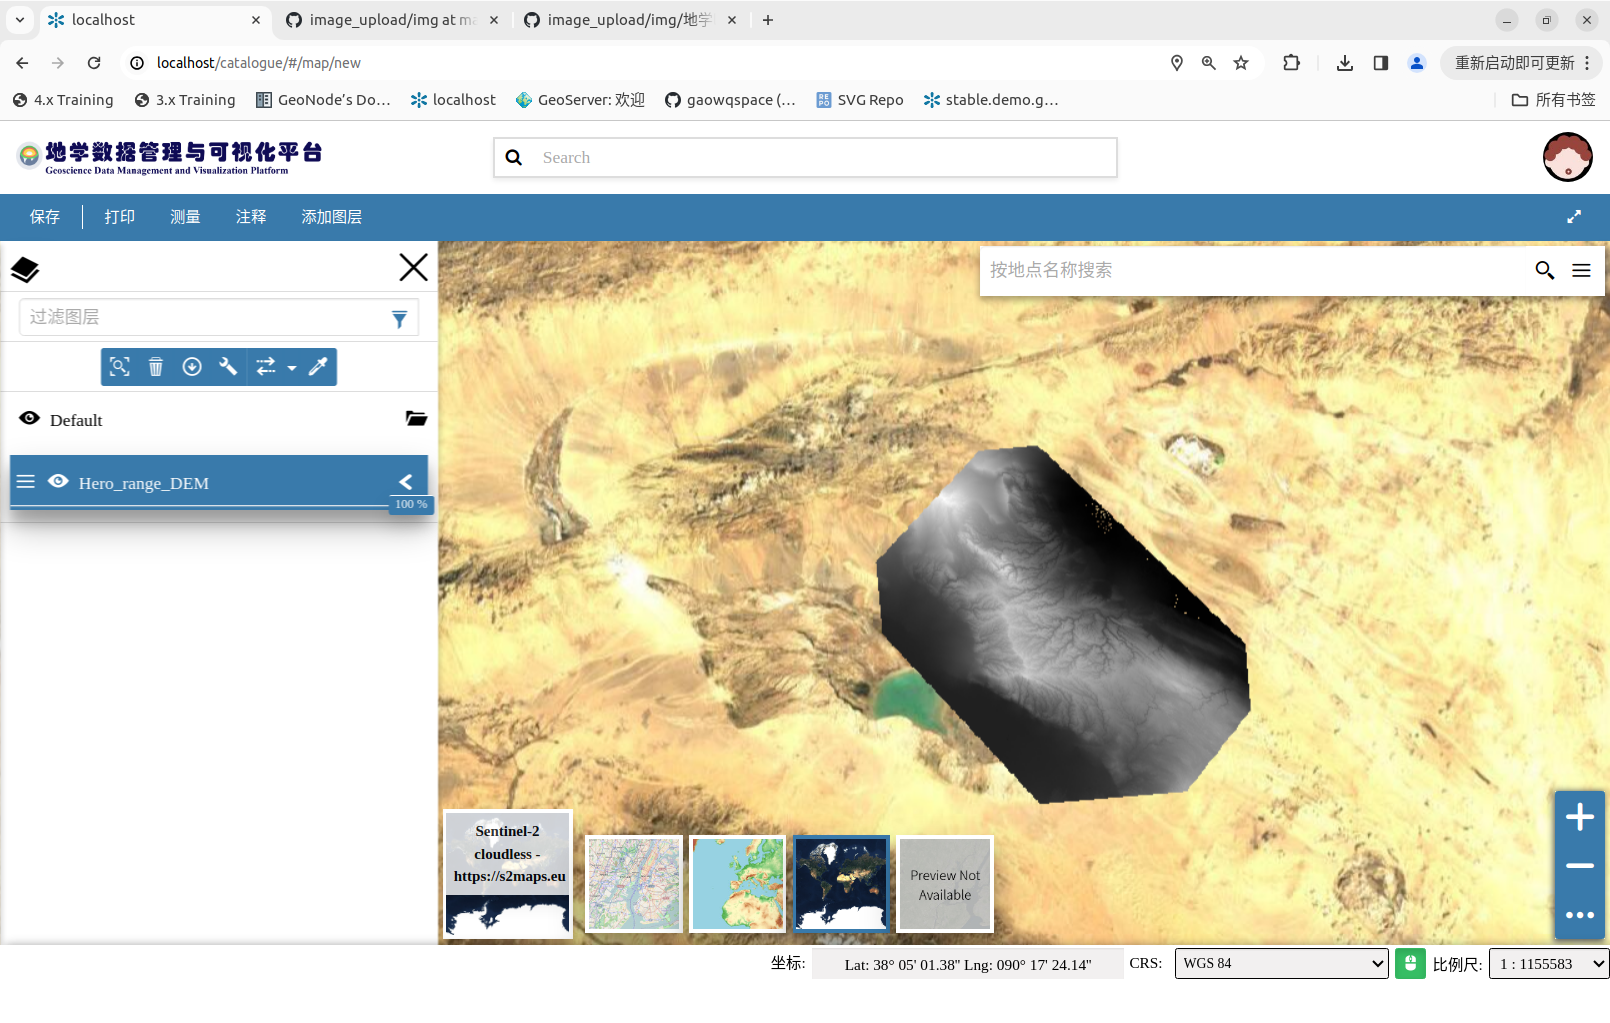 localhost
image_upload/img at ma
image_upload/img/地学
localhost/catalogue/#/map/new
重新启动即可更新
4.x Training
3.x Training
GeoNode’s Do…
localhost
GeoServer: 欢迎
gaowqspace (…
SVG Repo
stable.demo.g…
所有书签
地学数据管理与可视化平台
Geoscience Data Management and Visualization Platform
Search
保存
打印
测量
注释
添加图层
按地点名称搜索
过滤图层
Default
Hero_range_DEM
100 %
Sentinel-2
cloudless -
https://s2maps.eu
Preview Not
Available
坐标:
Lat: 38° 05' 01.38" Lng: 090° 17' 24.14"
CRS:
WGS 84
比例尺:
1 : 1155583